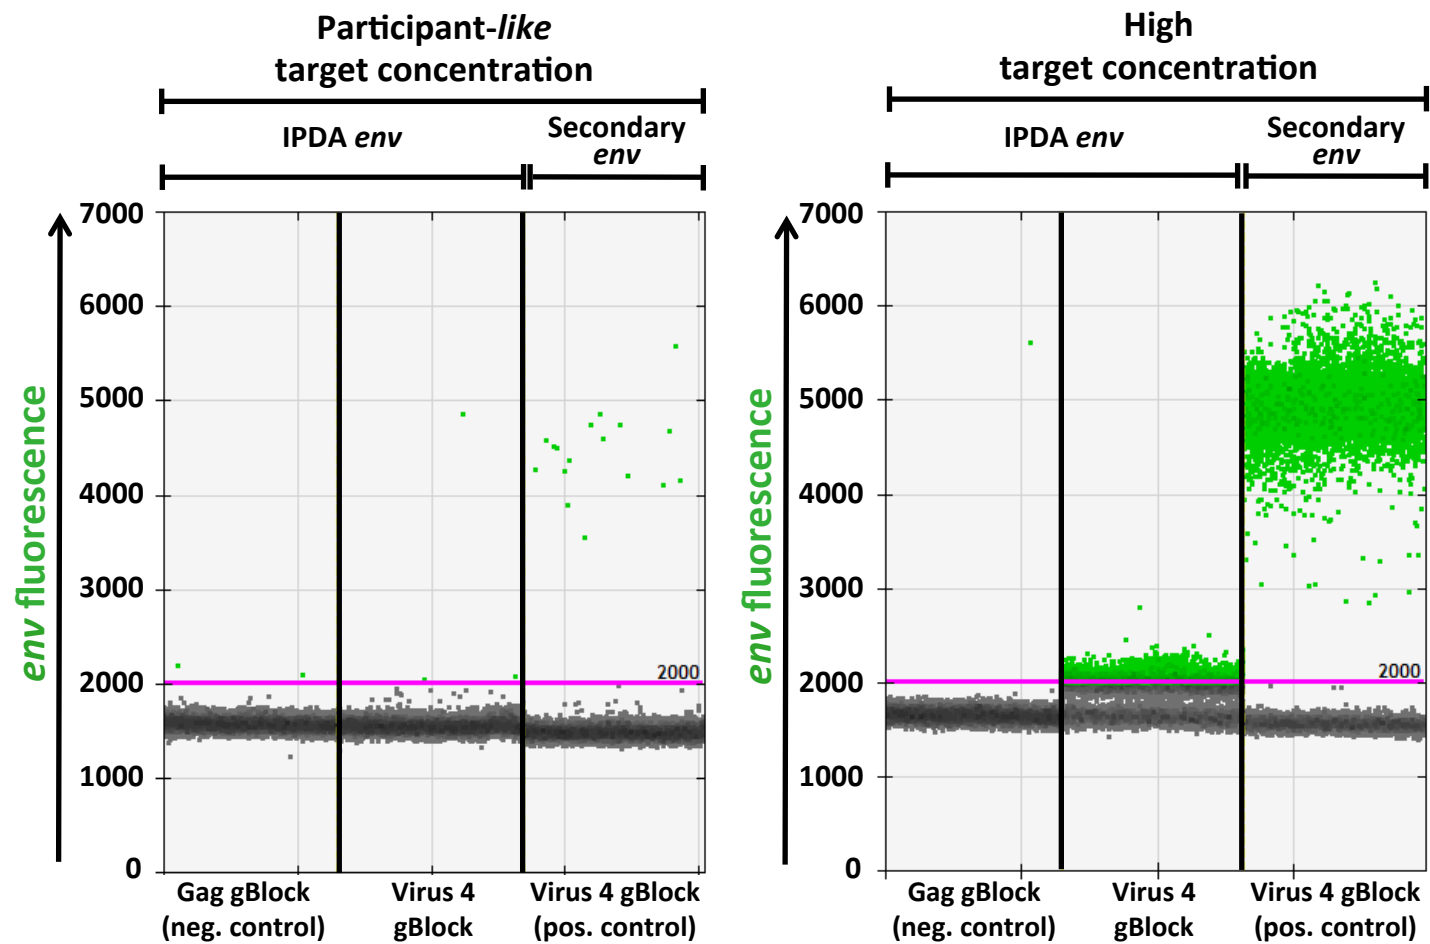 Participant-like
target concentration
IPDA env
Secondary
env
env fluorescence
7000
6000
5000
4000
3000
2000
1000
0
2000
Gag gBlock
(neg. control)
Virus 4
gBlock
Virus 4 gBlock
(pos. control)
High
target concentration
IPDA env
Secondary
env
env fluorescence
7000
6000
5000
4000
3000
2000
1000
0
2000
Gag gBlock
(neg. control)
Virus 4
gBlock
Virus 4 gBlock
(pos. control)